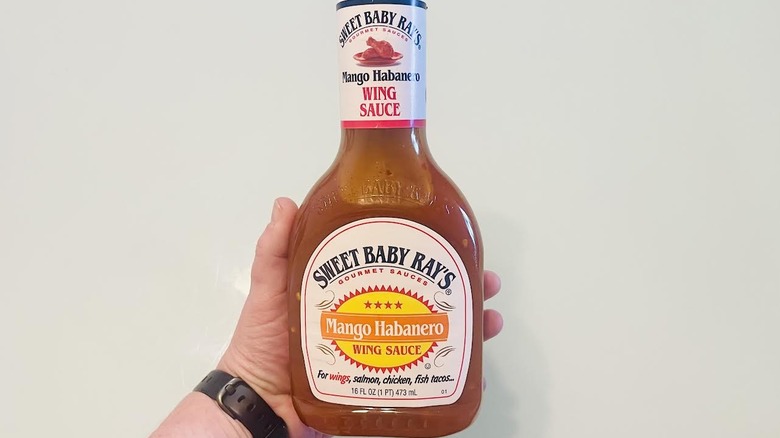 SWEET BABY RAY'S®
GOURMET SAUCES
Mango Habanero
WING
SAUCE
SWEET BABY RAY'S®
GOURMET SAUCES
Mango Habanero
WING SAUCE
For wings, salmon, chicken, fish tacos...
16 FL OZ (1 PT) 473 mL
01